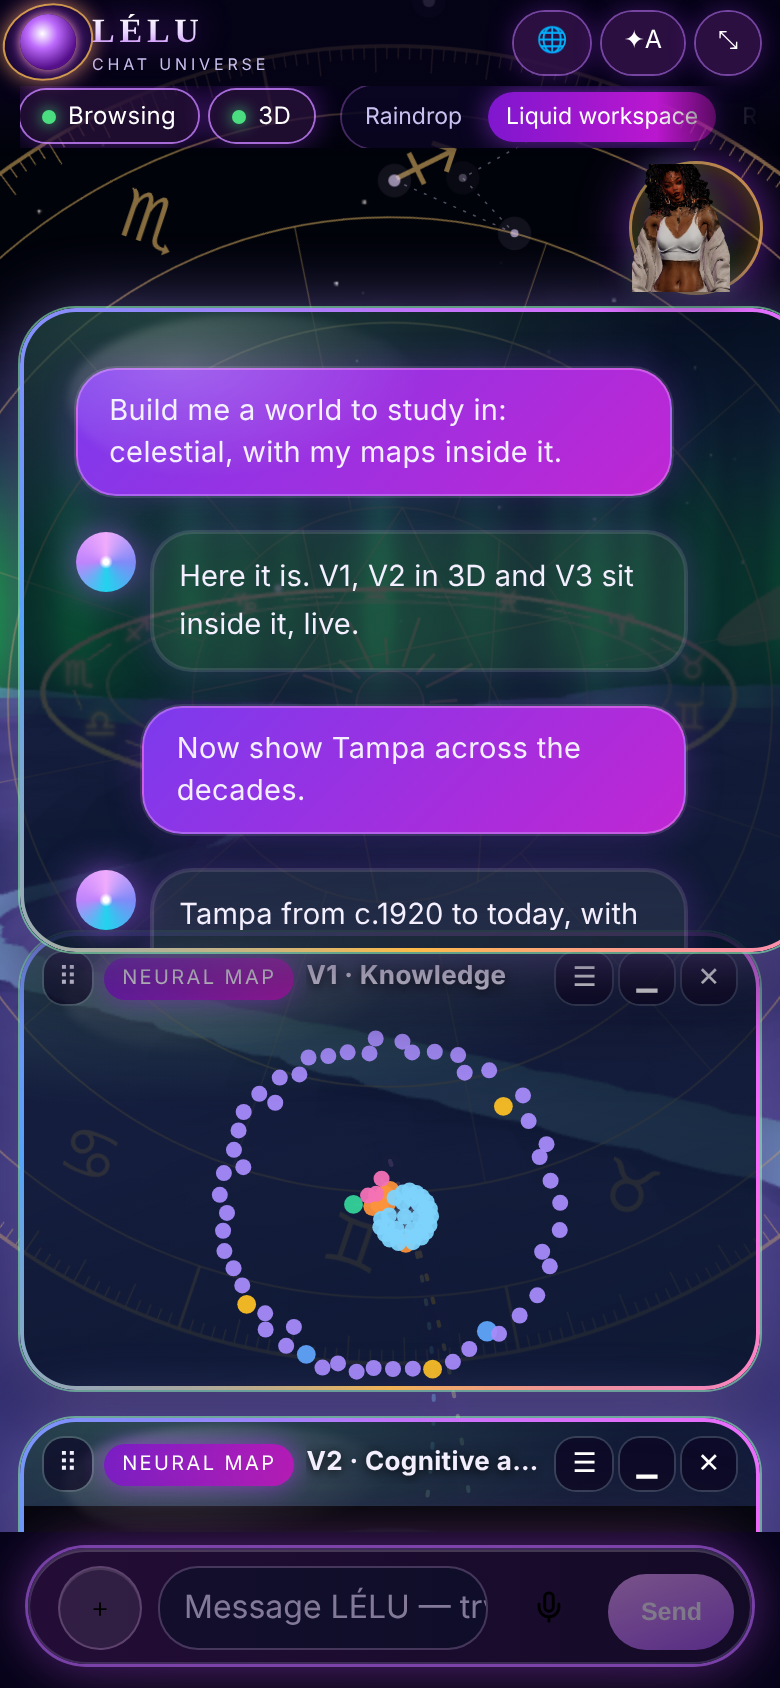 LÉLU
CHAT UNIVERSE
✦A
Browsing
3D
Raindrop
Liquid workspace
R
Build me a world to study in:
celestial, with my maps inside it.
Here it is. V1, V2 in 3D and V3 sit
inside it, live.
Now show Tampa across the
decades.
Tampa from c.1920 to today, with
NEURAL MAP
V1 · Knowledge
NEURAL MAP
V2 · Cognitive a...
Message LÉLU — try
Send